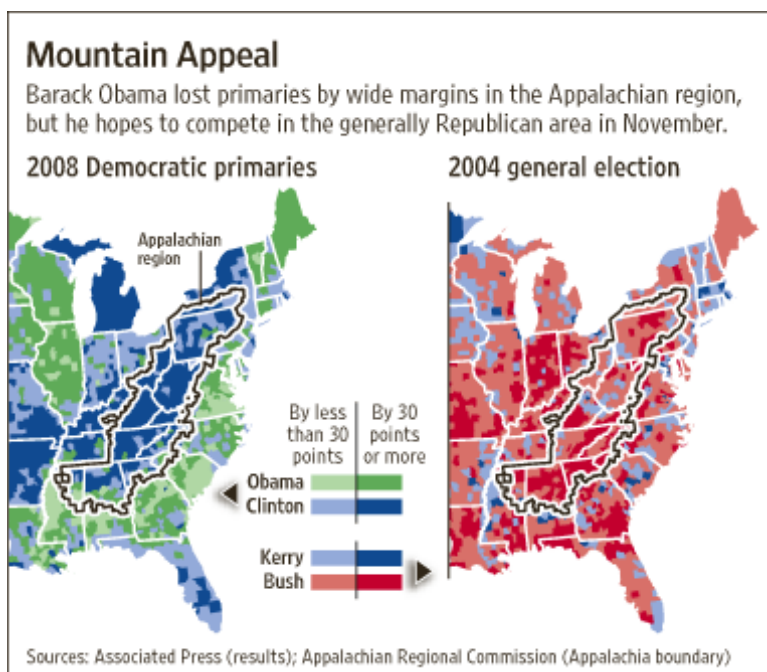 Mountain Appeal
Barack Obama lost primaries by wide margins in the Appalachian region,
but he hopes to compete in the generally Republican area in November.
2008 Democratic primaries
2004 general election
Appalachian
region
By less
than 30
points
By 30
points
or more
Obama
Clinton
Kerry
Bush
Sources: Associated Press (results); Appalachian Regional Commission (Appalachia boundary)